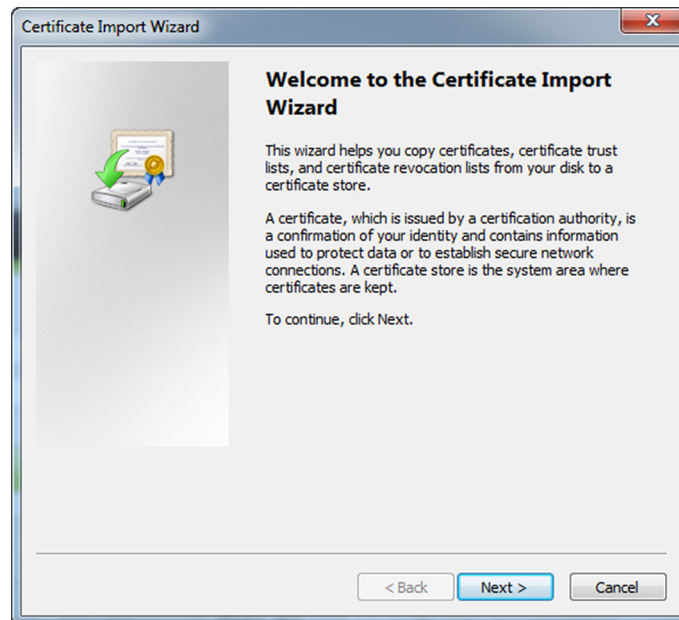 Certificate Import Wizard
Welcome to the Certificate Import
Wizard
This wizard helps you copy certificates, certificate trust
lists, and certificate revocation lists from your disk to a
certificate store.
A certificate, which is issued by a certification authority, is
a confirmation of your identity and contains information
used to protect data or to establish secure network
connections. A certificate store is the system area where
certificates are kept.
To continue, click Next.
< Back Next > Cancel